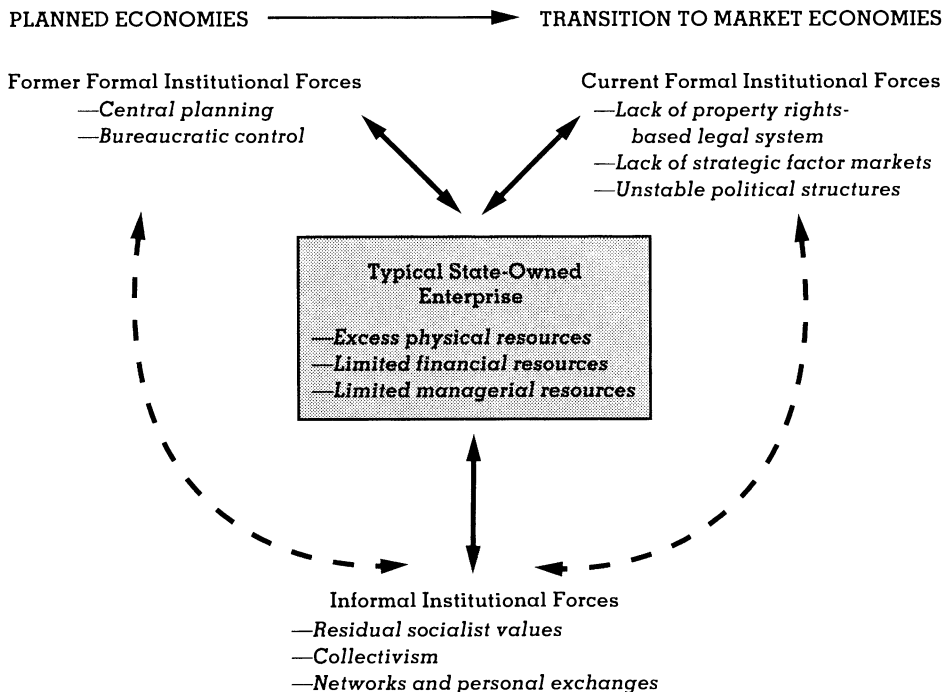 PLANNED ECONOMIES
TRANSITION TO MARKET ECONOMIES
Former Formal Institutional Forces
—Central planning
—Bureaucratic control
Current Formal Institutional Forces
—Lack of property rights-
based legal system
—Lack of strategic factor markets
—Unstable political structures
Typical State-Owned
Enterprise
—Excess physical resources
—Limited financial resources
—Limited managerial resources
Informal Institutional Forces
—Residual socialist values
—Collectivism
—Networks and personal exchanges